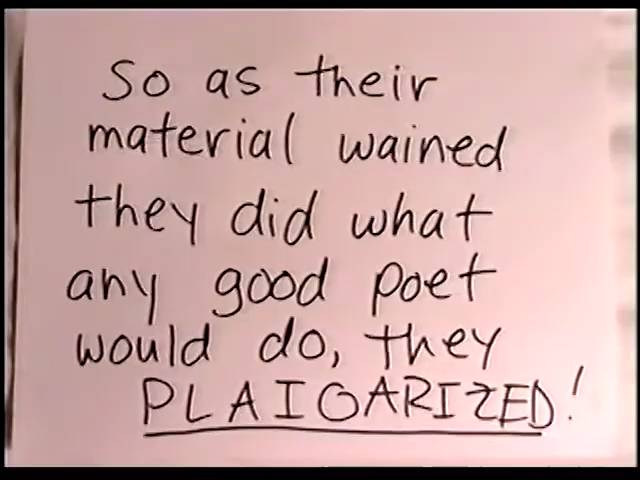 So as their
material wained
they did what
any good poet
would do, they
PLAIGARIZED!